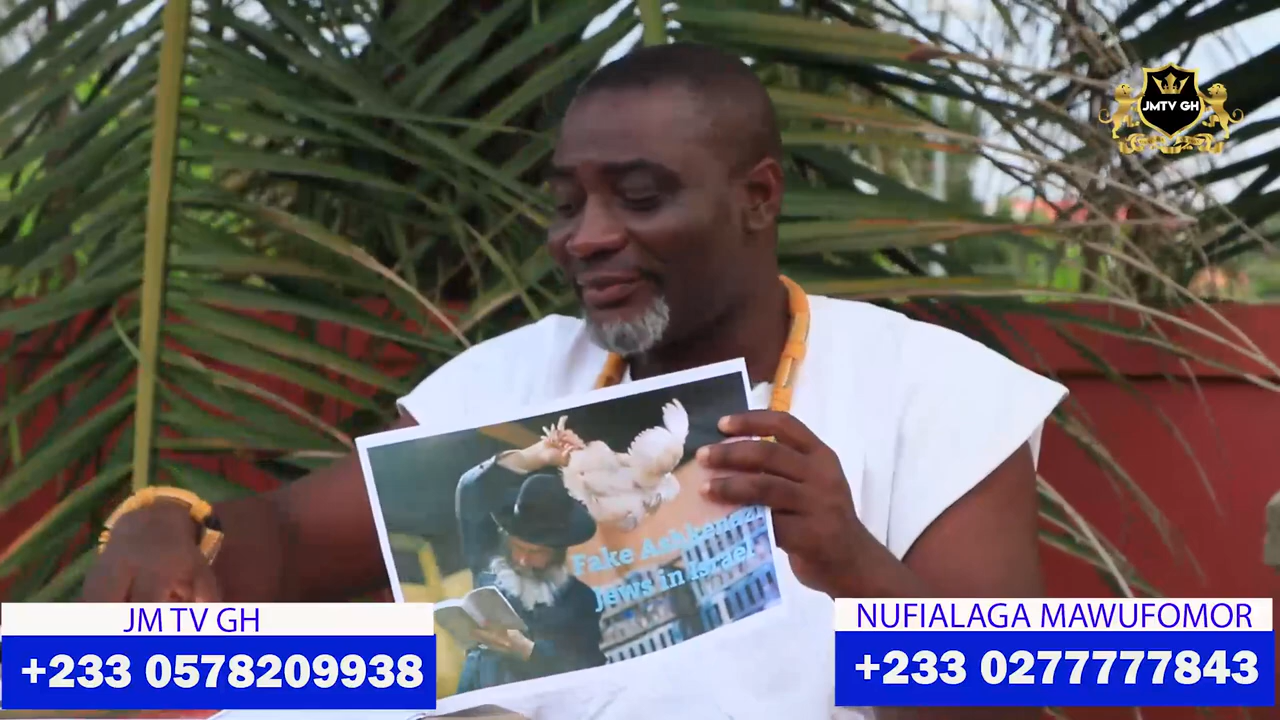 JMTV GH
Fake Ashkenazi
Jews in Israel
JM TV GH
+233 0578209938
NUFIALAGA MAWUFOMOR
+233 0277777843